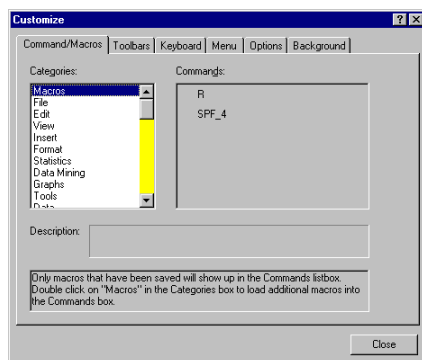 Customize
Command/Macros Toolbars Keyboard Menu Options Background
Categories: Commands:
Macros
File
Edit
View
Insert
Format
Statistics
Data Mining
Graphs
Tools
Data
R
SPF_4
Description:
Only macros that have been saved will show up in the Commands listbox.
Double click on "Macros" in the Categories box to load additional macros into
the Commands box.
Close